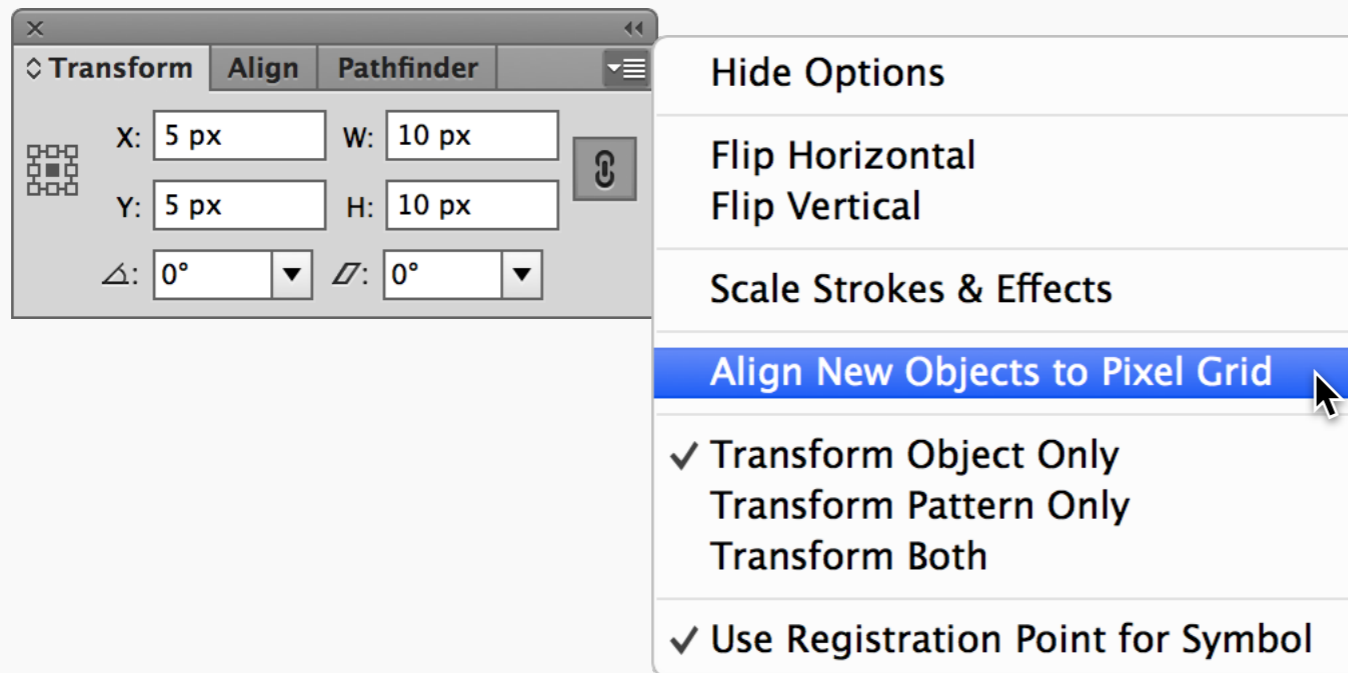 Transform Align Pathfinder
X: 5 px W: 10 px
Y: 5 px H: 10 px
0° 0°
Hide Options
Flip Horizontal
Flip Vertical
Scale Strokes & Effects
Align New Objects to Pixel Grid
Transform Object Only
Transform Pattern Only
Transform Both
Use Registration Point for Symbol